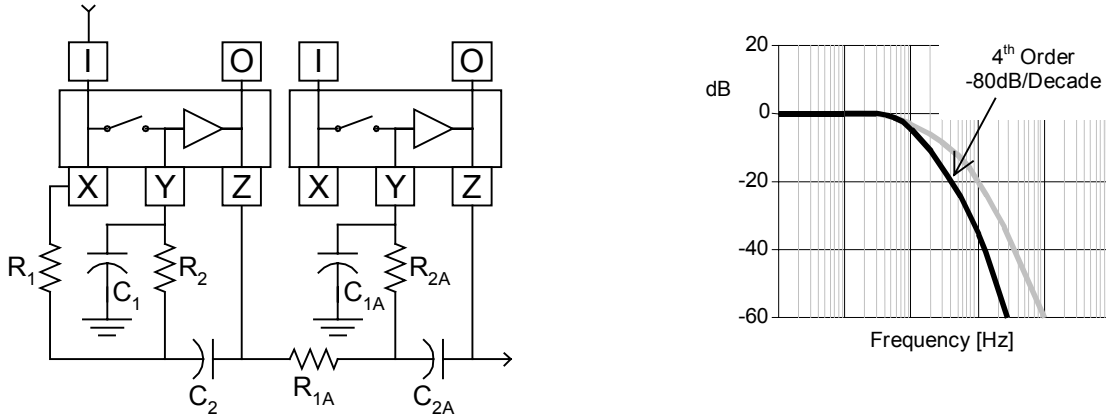 I O I O
X Y Z X Y Z
R1 C1 R2 C1A R2A
C2 R1A C2A
20
dB
0
-20
-40
-60
4th Order
-80dB/Decade
Frequency [Hz]